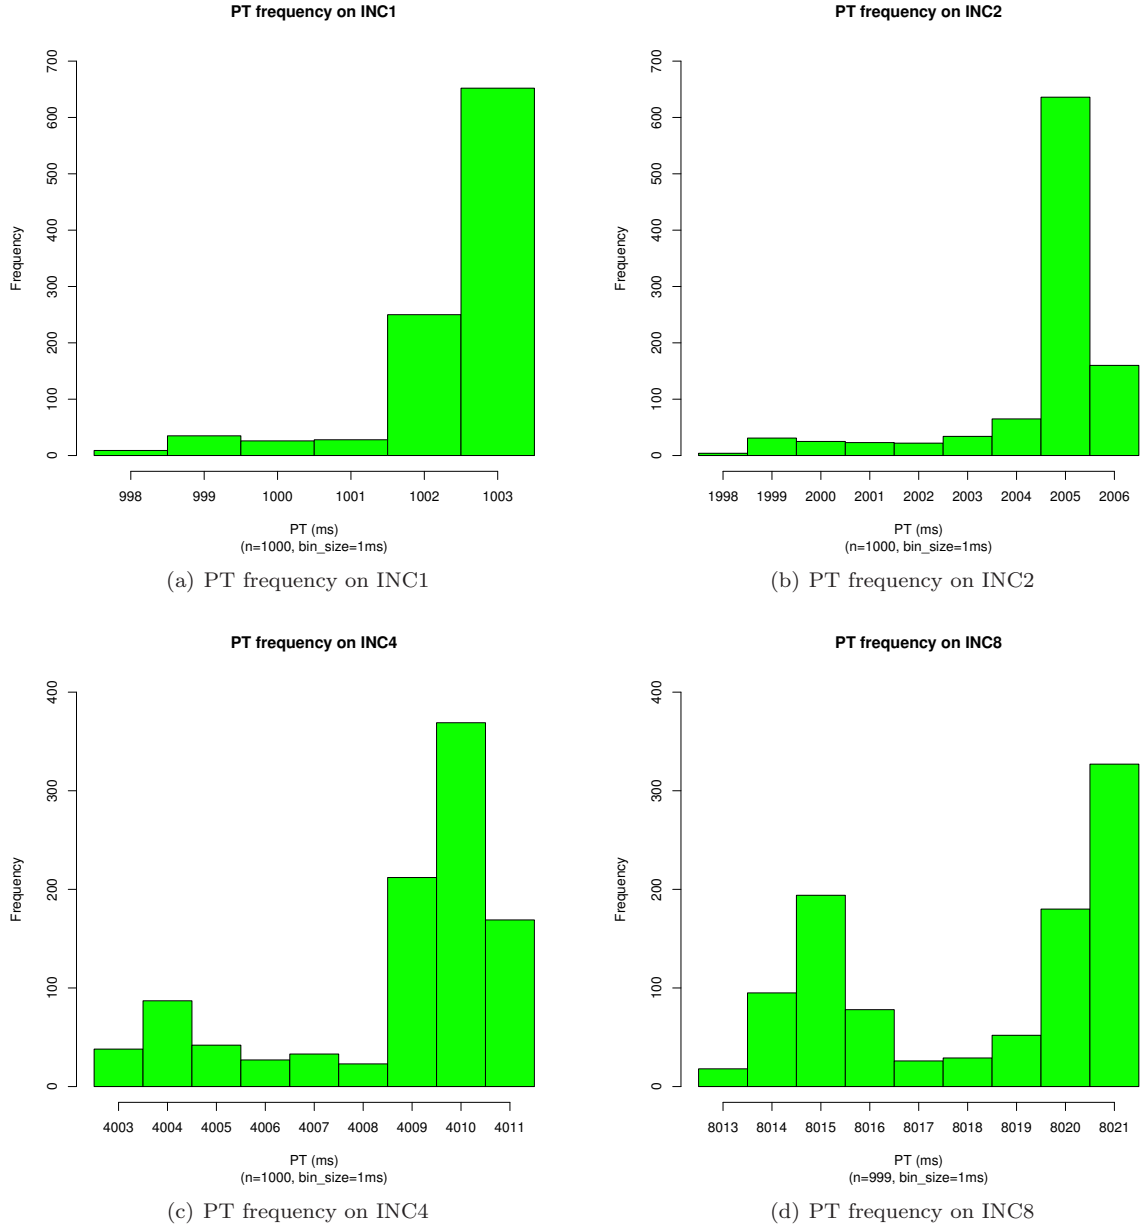 PT frequency on INC1
700
600
500
400
300
200
100
0
Frequency
998 999 1000 1001 1002 1003
PT (ms)
(n=1000, bin_size=1ms)
(a) PT frequency on INC1
PT frequency on INC2
700
600
500
400
300
200
100
0
Frequency
1998 1999 2000 2001 2002 2003 2004 2005 2006
PT (ms)
(n=1000, bin_size=1ms)
(b) PT frequency on INC2
PT frequency on INC4
400
300
200
100
0
Frequency
4003 4004 4005 4006 4007 4008 4009 4010 4011
PT (ms)
(n=1000, bin_size=1ms)
(c) PT frequency on INC4
PT frequency on INC8
400
300
200
100
0
Frequency
8013 8014 8015 8016 8017 8018 8019 8020 8021
PT (ms)
(n=999, bin_size=1ms)
(d) PT frequency on INC8